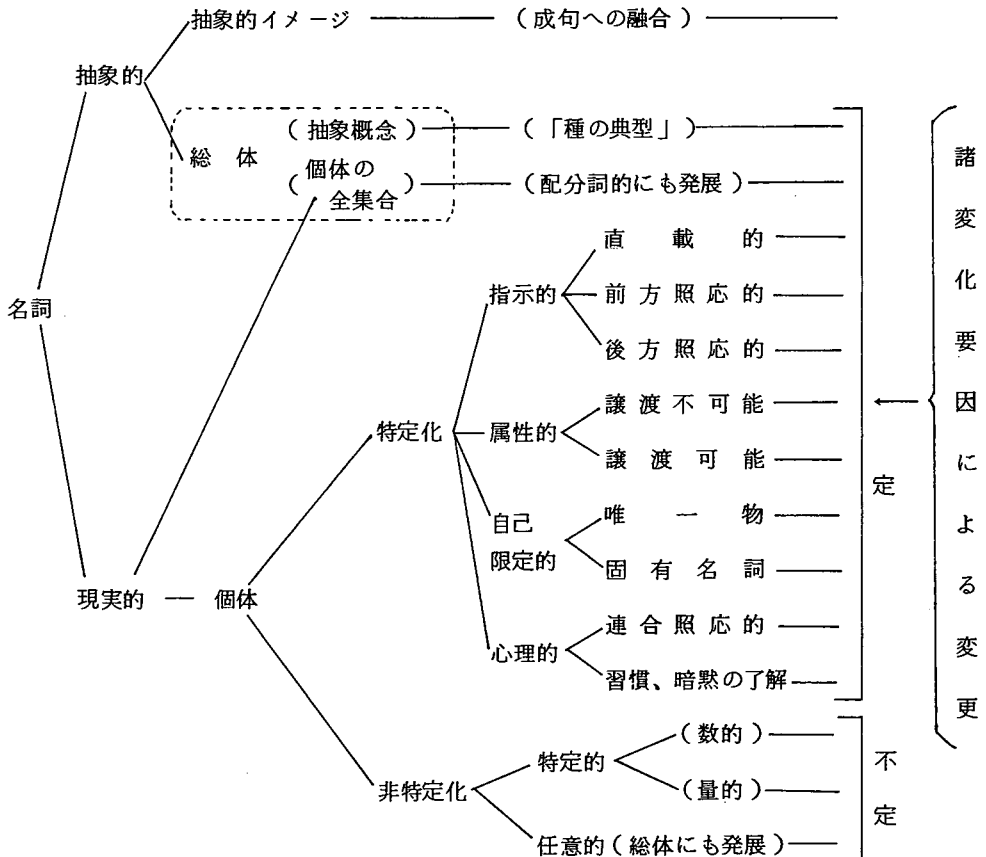 抽象的イメージ ―― (成句への融合) ――
抽象的
(抽象概念) ―― (「種の典型」) ――
総体
(個体の全集合) ―― (配分詞的にも発展) ――
直載的
指示的
前方照応的
名詞
後方照応的
譲渡不可能
特定化
属性的
譲渡可能
定
自己限定的
唯一物
固有名詞
現実的 ― 個体
連合照応的
心理的
習慣、暗黙の了解
(数的)
特定的
不定
非特定化
(量的)
任意的(総体にも発展)
諸変化要因による変更